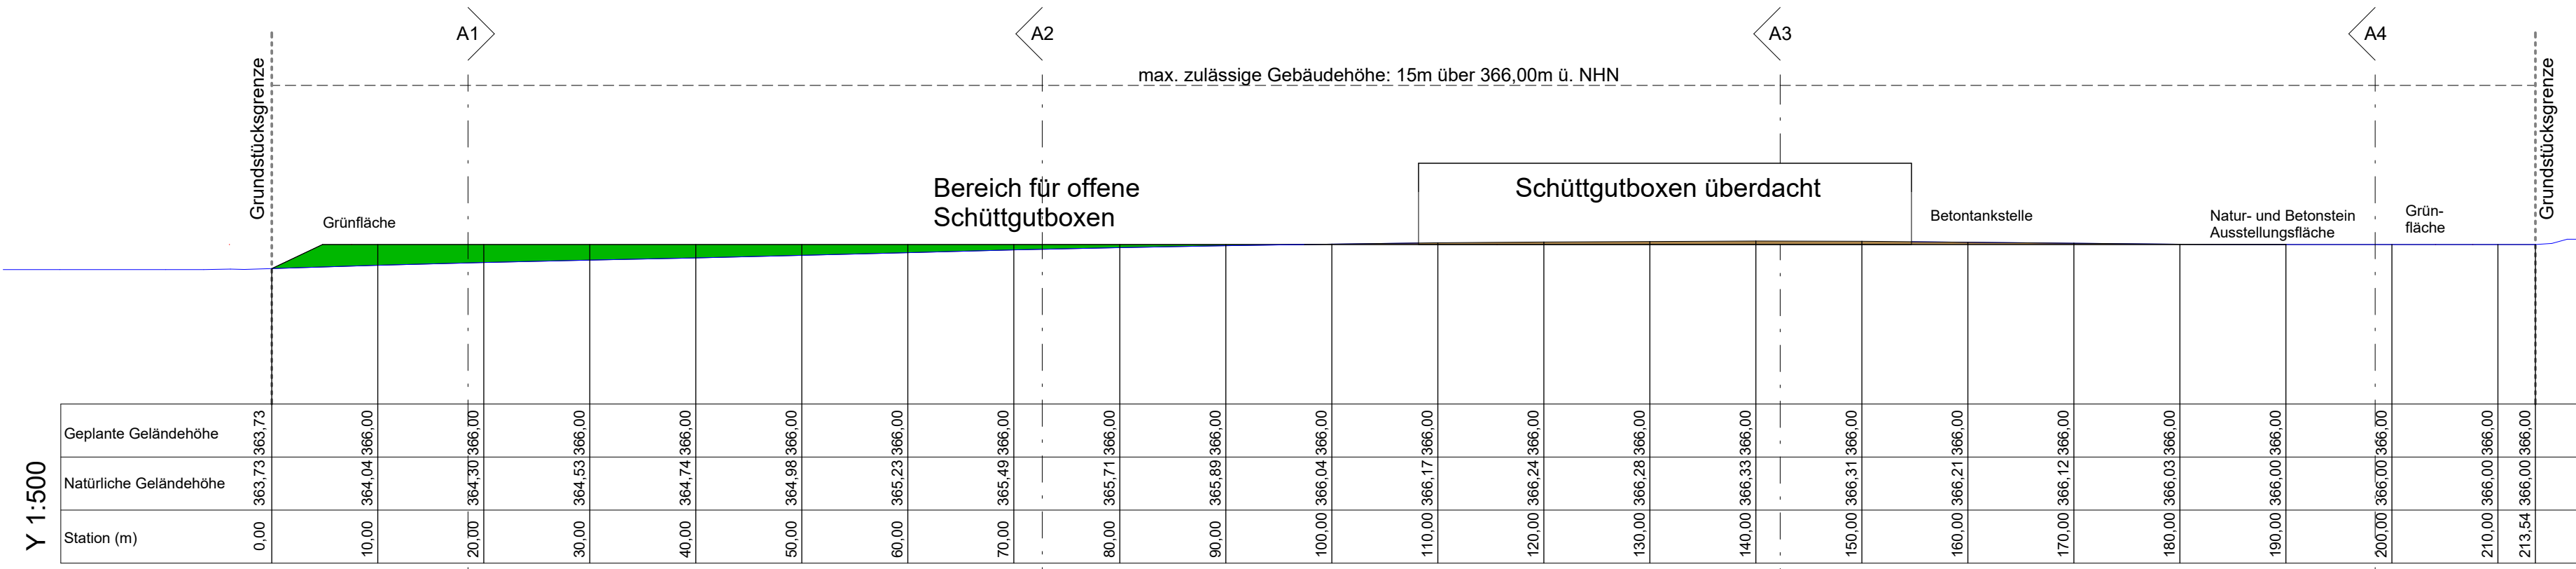 A1
A2
A3
A4
max. zulässige Gebäudehöhe: 15m über 366,00m ü. NHN
Grundstücksgrenze
Grundstücksgrenze
Grünfläche
Bereich für offene
Schüttgutboxen
Schüttgutboxen überdacht
Betontankstelle
Natur- und Betonstein
Ausstellungsfläche
Grün-
fläche
Y 1:500
Geplante Geländehöhe 363,73 366,00 366,00 366,00 366,00 366,00 366,00 366,00 366,00 366,00 366,00 366,00 366,00 366,00 366,00 366,00 366,00 366,00 366,00 366,00 366,00 366,00 366,00
Natürliche Geländehöhe 363,73 364,04 364,30 364,53 364,74 364,98 365,23 365,49 365,71 365,89 366,04 366,17 366,24 366,28 366,33 366,31 366,21 366,12 366,03 366,00 366,00 366,00 366,00
Station (m) 0,00 10,00 20,00 30,00 40,00 50,00 60,00 70,00 80,00 90,00 100,00 110,00 120,00 130,00 140,00 150,00 160,00 170,00 180,00 190,00 200,00 210,00 213,54